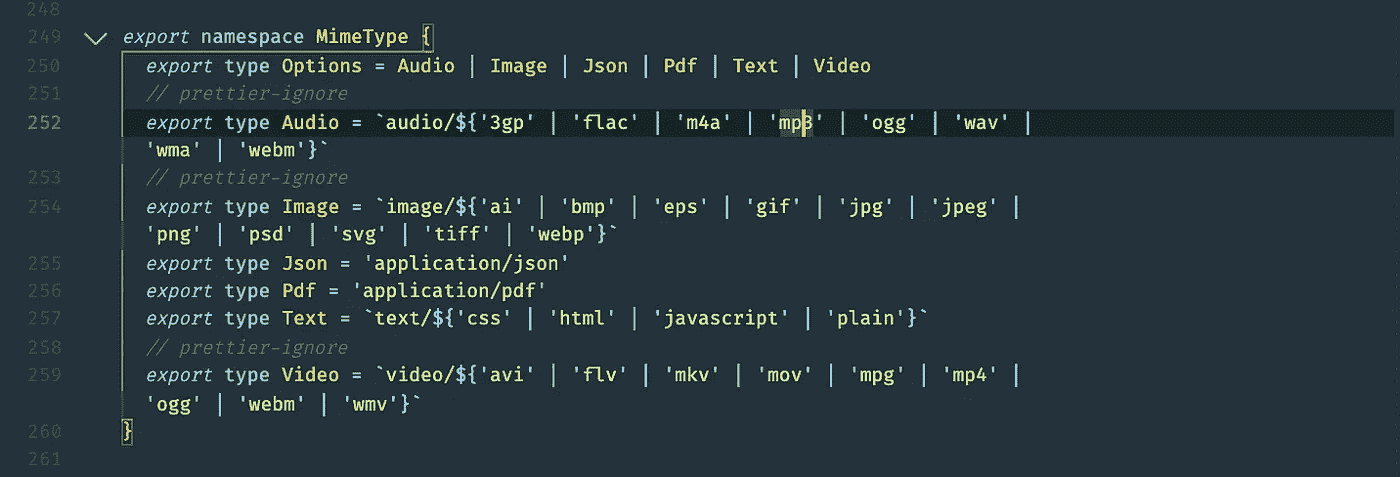 248
249 export namespace MimeType {
250 export type Options = Audio | Image | Json | Pdf | Text | Video
251 // prettier-ignore
252 export type Audio = `audio/${'3gp' | 'flac' | 'm4a' | 'mp3' | 'ogg' | 'wav' |
'wma' | 'webm'}`
253 // prettier-ignore
254 export type Image = `image/${'ai' | 'bmp' | 'eps' | 'gif' | 'jpg' | 'jpeg' |
'png' | 'psd' | 'svg' | 'tiff' | 'webp'}`
255 export type Json = 'application/json'
256 export type Pdf = 'application/pdf'
257 export type Text = `text/${'css' | 'html' | 'javascript' | 'plain'}`
258 // prettier-ignore
259 export type Video = `video/${'avi' | 'flv' | 'mkv' | 'mov' | 'mpg' | 'mp4' |
'ogg' | 'webm' | 'wmv'}`
260 }
261